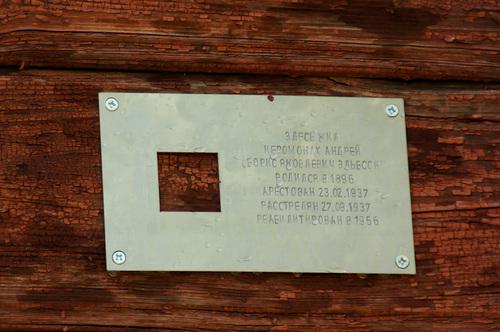 ЗДЕСЬ ЖИЛ
ИЕРОМОНАХ АНДРЕЙ
(БОРИС ЯКОВЛЕВИЧ ЭЛЬБСОН)
РОДИЛСЯ В 1896
АРЕСТОВАН 23.02.1937
РАССТРЕЛЯН 27.09.1937
РЕАБИЛИТИРОВАН В 1956